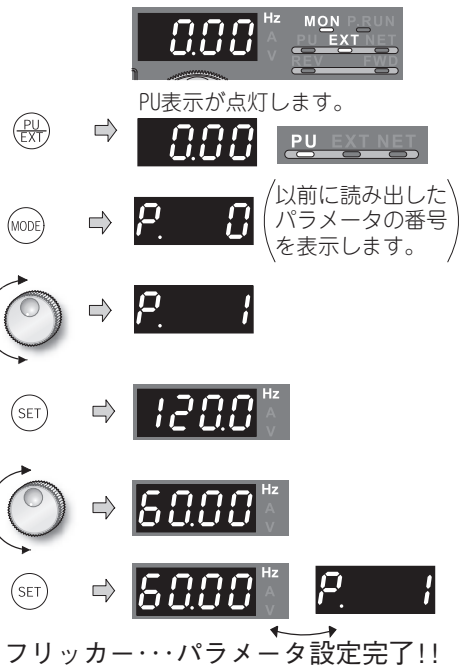 0.00 Hz MON P.RUN
A PU EXT NET
V REV FWD
PU表示が点灯します。
PU
EXT
0.00 PU EXT NET
MODE
P. 0
以前に読み出した
パラメータの番号
を表示します。
P. 1
SET
120.0 Hz
A
V
60.00 Hz
A
V
SET
60.00 Hz
A
V
P. 1
フリッカー･･･パラメータ設定完了!!